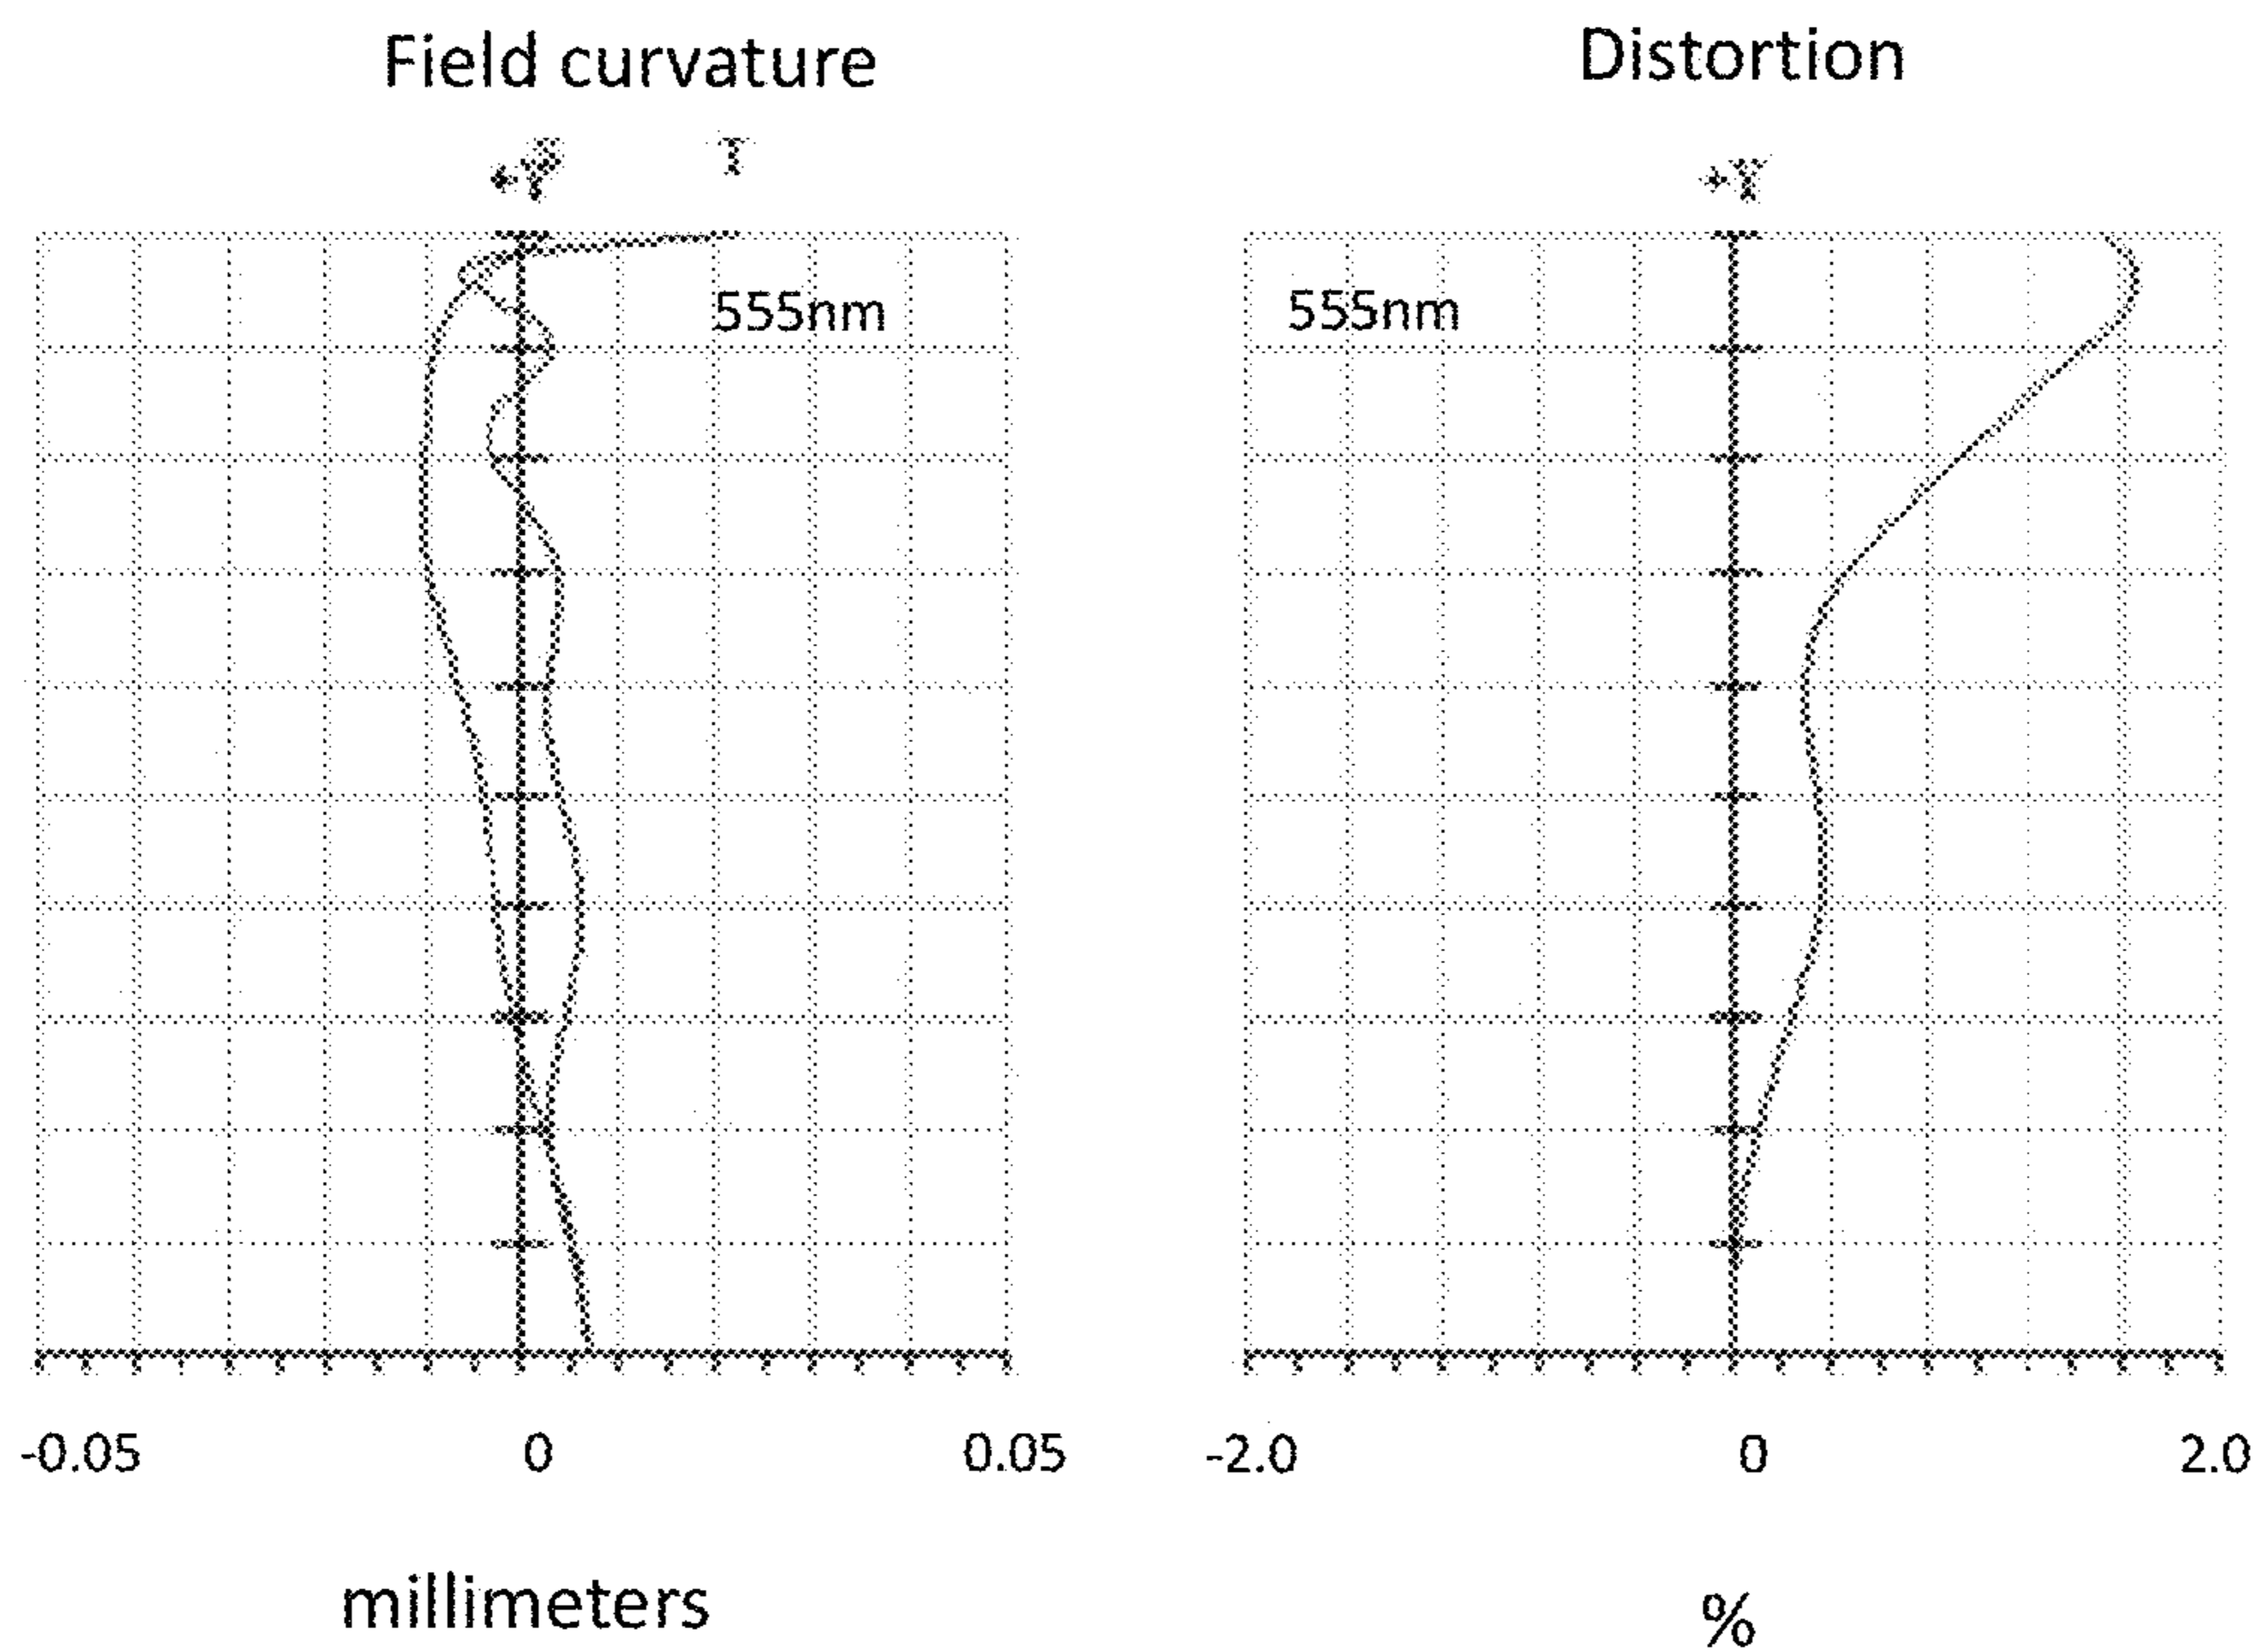 Field curvature
Distortion
T
+Y
+Y
555nm
555nm
-0.05 0 0.05
-2.0 0 2.0
millimeters
%